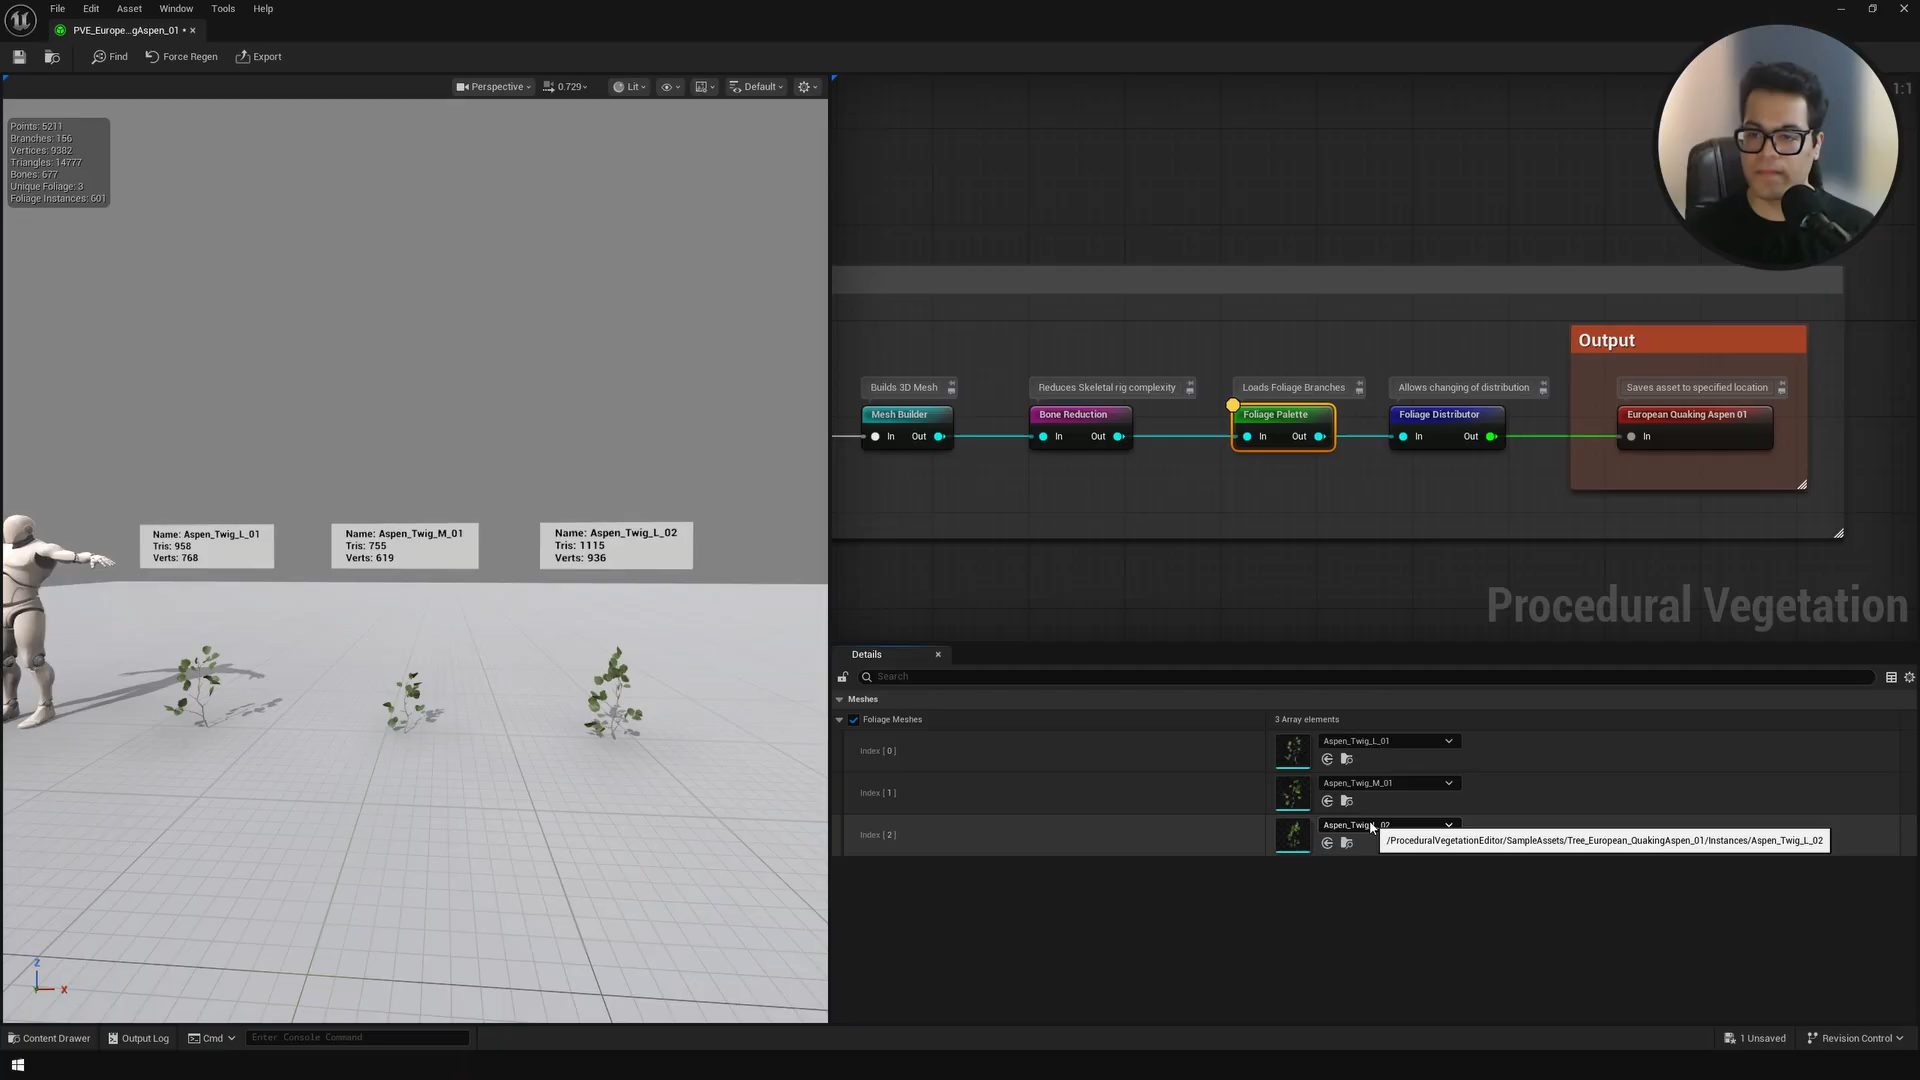 File Edit Asset Window Tools Help
PVE_Europe...gAspen_01 •
Find Force Regen Export
Perspective 0.729 Lit Default
1:1
Points: 5211
Branches: 156
Vertices: 9382
Triangles: 14777
Bones: 677
Unique Foliage: 3
Foliage Instances: 601
Name: Aspen_Twig_L_01
Tris: 958
Verts: 768
Name: Aspen_Twig_M_01
Tris: 755
Verts: 619
Name: Aspen_Twig_L_02
Tris: 1115
Verts: 936
Z
X
Output
Builds 3D Mesh
Mesh Builder
In Out
Reduces Skeletal rig complexity
Bone Reduction
In Out
Loads Foliage Branches
Foliage Palette
In Out
Allows changing of distribution
Foliage Distributor
In Out
Saves asset to specified location
European Quaking Aspen 01
In
Procedural Vegetation
Details
Search
Meshes
Foliage Meshes 3 Array elements
Index [ 0 ] Aspen_Twig_L_01
Index [ 1 ] Aspen_Twig_M_01
Index [ 2 ] Aspen_Twig_L_02
/ProceduralVegetationEditor/SampleAssets/Tree_European_QuakingAspen_01/Instances/Aspen_Twig_L_02
Content Drawer Output Log Cmd Enter Console Command 1 Unsaved Revision Control